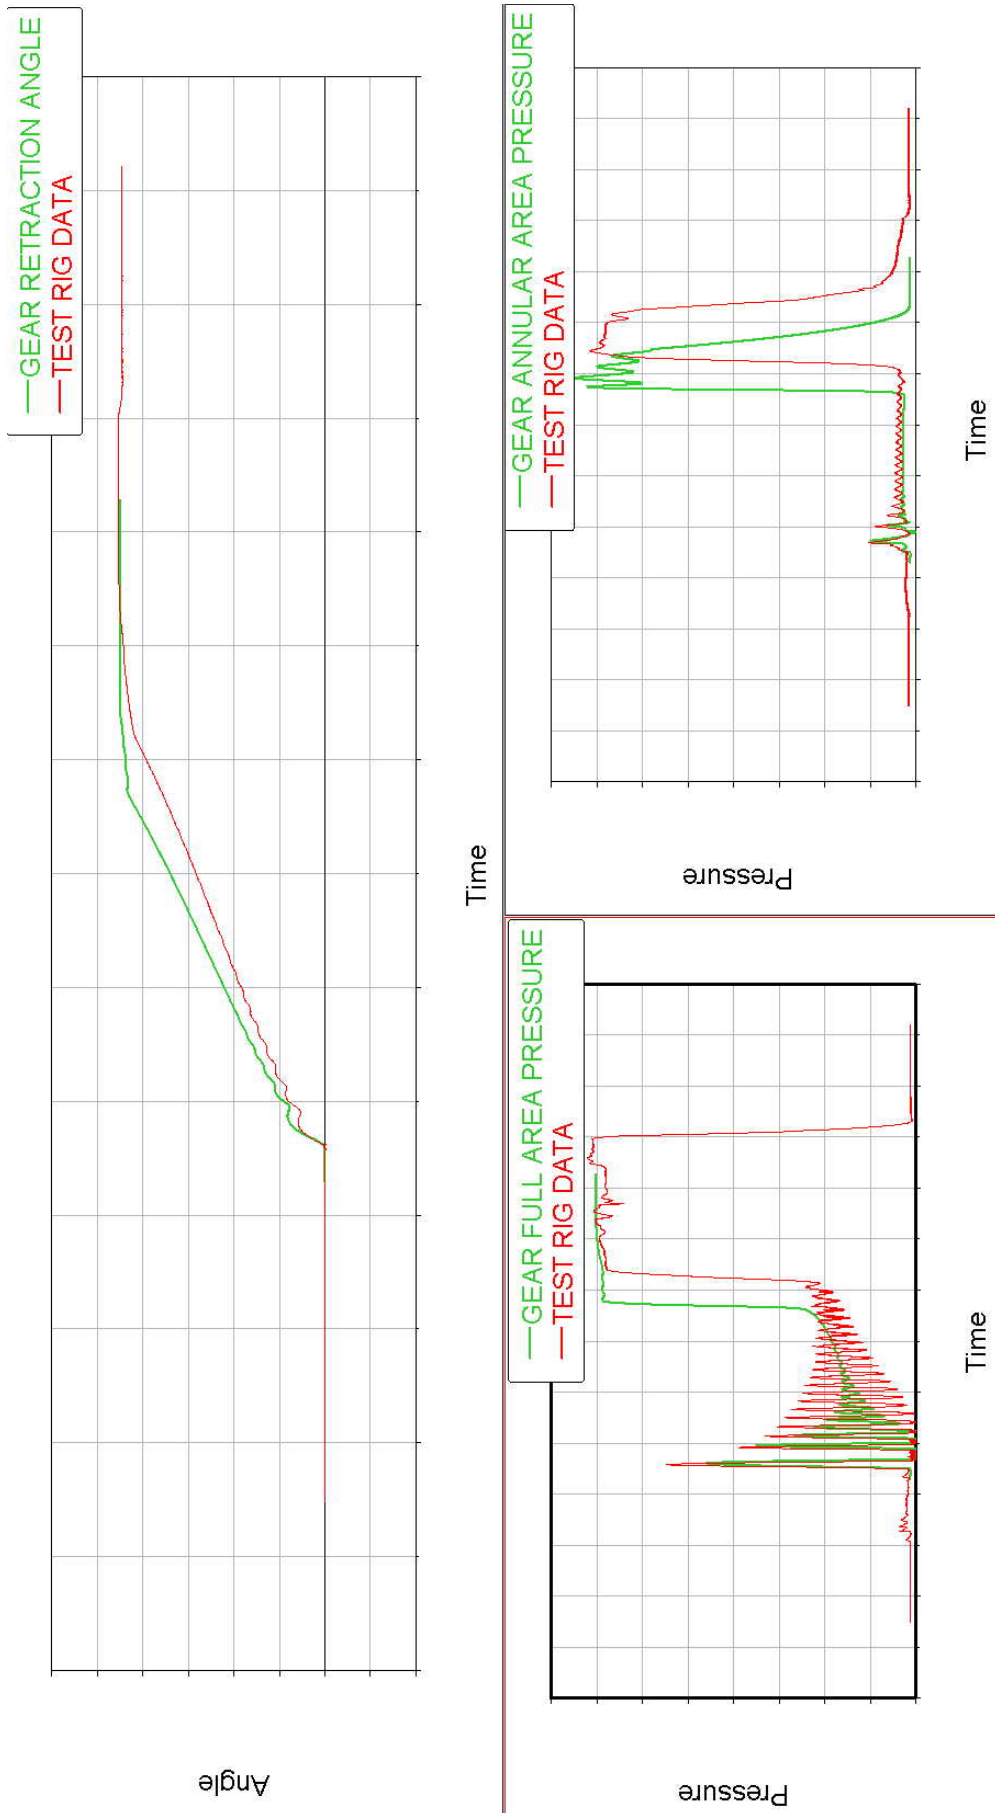 GEAR RETRACTION ANGLE
TEST RIG DATA
Angle
Time
GEAR FULL AREA PRESSURE
TEST RIG DATA
Pressure
Time
GEAR ANNULAR AREA PRESSURE
TEST RIG DATA
Pressure
Time